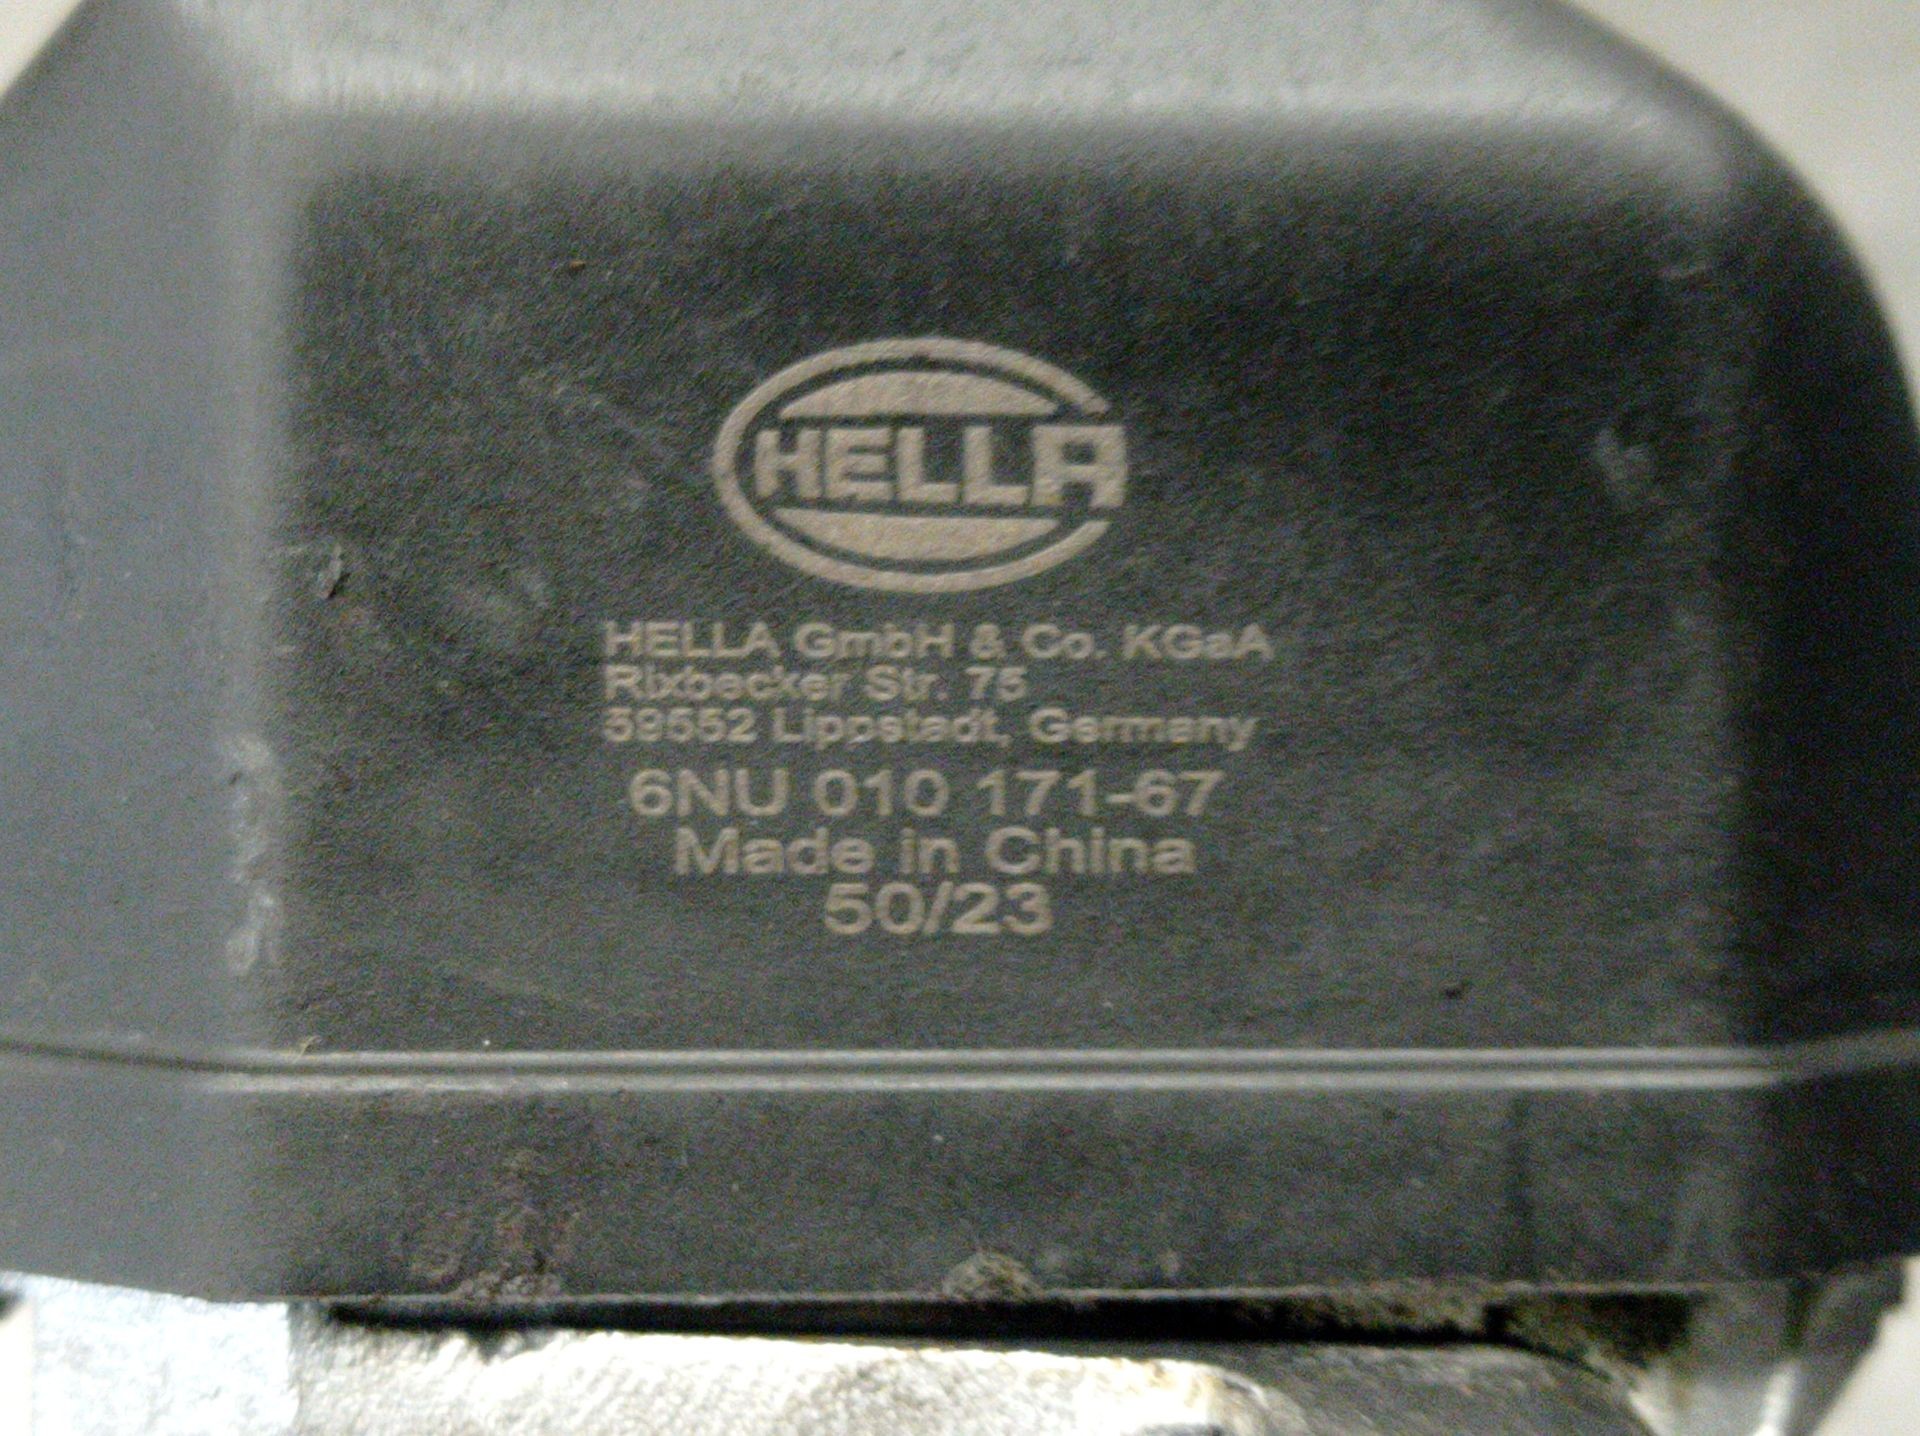 HELLA
HELLA GmbH & Co. KGaA
Rixbecker Str. 75
59552 Lippstadt, Germany
6NU 010 171-67
Made in China
50/23